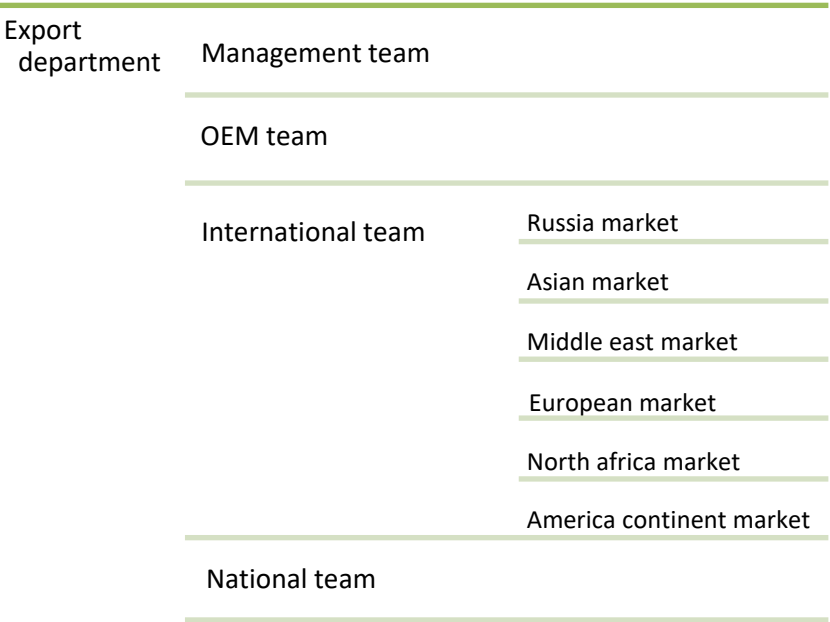 Export
department
Management team
OEM team
International team
Russia market
Asian market
Middle east market
European market
North africa market
America continent market
National team